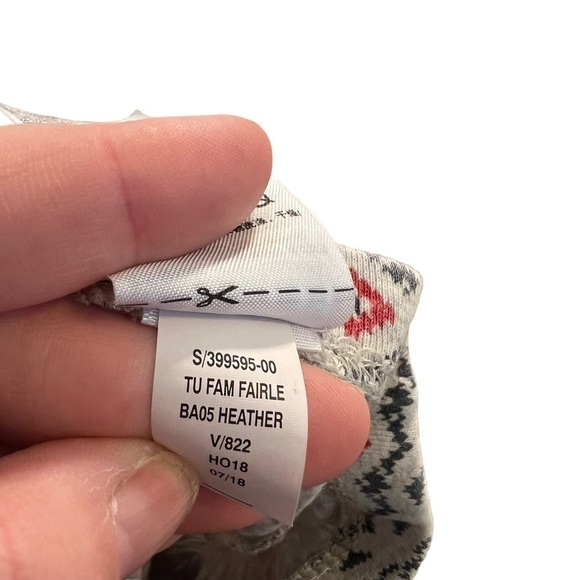 S/399595-00
TU FAM FAIRLE
BA05 HEATHER
V/822
HO18
07/18